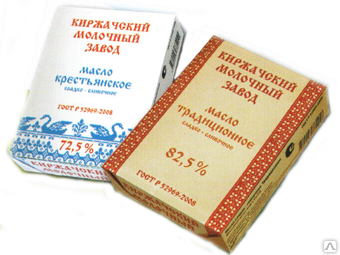 КИРЖАЧСКИЙ
МОЛОЧНЫЙ
ЗАВОД
МАСЛО
КРЕСТЬЯНСКОЕ
СЛАДКО-СЛИВОЧНОЕ
ГОСТ Р 52969-2008
72,5%
КИРЖАЧСКИЙ
КИРЖАЧСКИЙ
МОЛОЧНЫЙ
ЗАВОД
МАСЛО
ТРАДИЦИОННОЕ
СЛАДКО-СЛИВОЧНОЕ
82,5%
ГОСТ Р 52969-2008